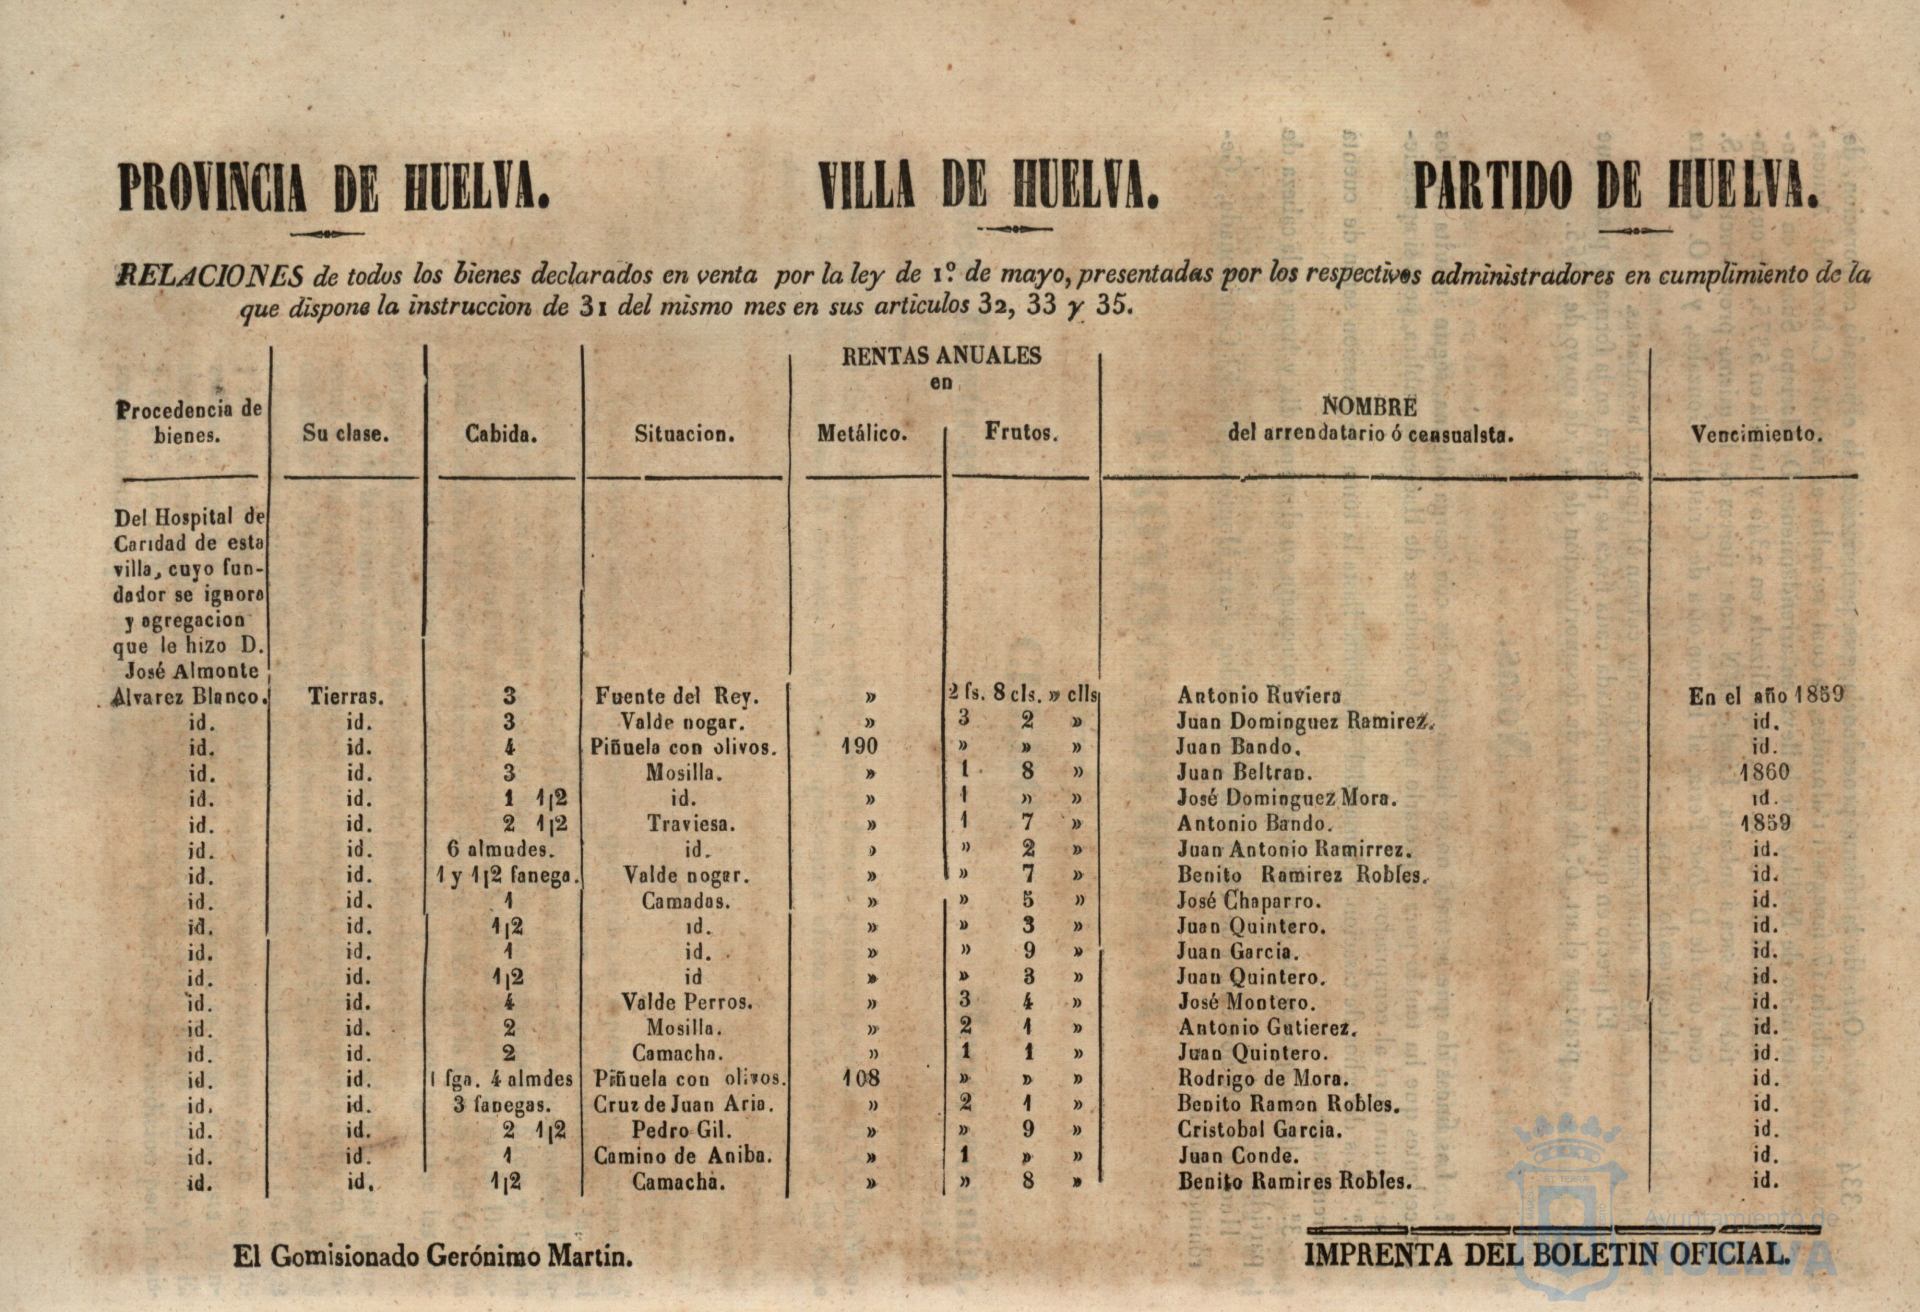 PROVINCIA DE HUELVA. VILLA DE HUELVA. PARTIDO DE HUELVA.
RELACIONES de todos los bienes declarados en venta por la ley de 1º. de mayo, presentadas por los respectivos administradores en cumplimiento de la
que dispone la instruccion de 31 del mismo mes en sus articulos 32, 33 y 35.
RENTAS ANUALES
en
Procedencia de bienes. Su clase. Cabida. Situacion. Metálico. Frutos. NOMBRE del arrendatario ó censualsta. Vencimiento.
Del Hospital de
Caridad de esta
villa, cuyo fun-
dador se ignora
y agregacion
que le hizo D.
José Almonte
Alvarez Blanco. Tierras. 3 Fuente del Rey. » 2 fs. 8 cls. » clls Antonio Ruviera En el año 1859
id. id. 3 Valde nogar. » 3 2 » Juan Dominguez Ramirez. id.
id. id. 4 Piñuela con olivos. 190 » » » Juan Bando. id.
id. id. 3 Mosilla. » 1 8 » Juan Beltran. 1860
id. id. 1 1¡2 id. » 1 » » José Dominguez Mora. id.
id. id. 2 1¡2 Traviesa. » 1 7 » Antonio Bando. 1859
id. id. 6 almudes. id. » » 2 » Juan Antonio Ramirrez. id.
id. id. 1 y 1¡2 fanega. Valde nogar. » » 7 » Benito Ramirez Robles. id.
id. id. 1 Camadas. » » 5 » José Chaparro. id.
id. id. 1¡2 id. » » 3 » Juan Quintero. id.
id. id. 1 id. » » 9 » Juan Garcia. id.
id. id. 1¡2 id » » 3 » Juan Quintero. id.
id. id. 4 Valde Perros. » 3 4 » José Montero. id.
id. id. 2 Mosilla. » 2 1 » Antonio Gutierez. id.
id. id. 2 Camacha. » 1 1 » Juan Quintero. id.
id. id. 1 fga. 4 almdes Piñuela con olivos. 108 » » » Rodrigo de Mora. id.
id. id. 3 fanegas. Cruz de Juan Aria. » 2 1 » Benito Ramon Robles. id.
id. id. 2 1¡2 Pedro Gil. » » 9 » Cristobal Garcia. id.
id. id. 1 Camino de Aniba. » 1 » » Juan Conde. id.
id. id. 1¡2 Camacha. » » 8 » Benito Ramires Robles. id.
El Gomisionado Gerónimo Martin. IMPRENTA DEL BOLETIN OFICIAL.
Ayuntamiento de
HUELVA